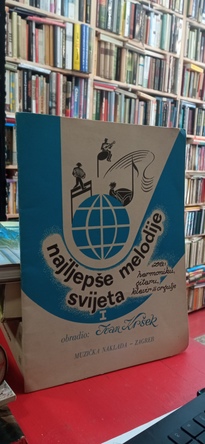 najljepše melodije
svijeta
I
za:
harmoniku,
gitaru,
klavir & orgulje
obradio: Ivan Kršek
MUZIČKA NAKLADA – ZAGREB